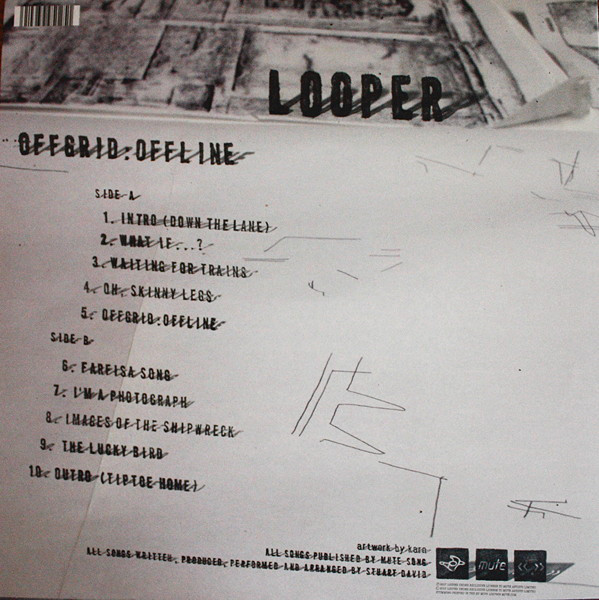 LOOPER
OFFGRID:OFFLINE
SIDE A
1. INTRO (DOWN THE LANE)
2. WHAT IF...?
3. WAITING FOR TRAINS
4. OH, SKINNY LEGS
5. OFFGRID:OFFLINE
SIDE B
6. FARFISA SONG
7. I'M A PHOTOGRAPH
8. IMAGES OF THE SHIPWRECK
9. THE LUCKY BIRD
10. OUTRO (TIPTOE HOME)
artwork by karn
ALL SONGS PUBLISHED BY MUTE SONG
ALL SONGS WRITTEN, PRODUCED, PERFORMED AND ARRANGED BY STUART DAVID
mute